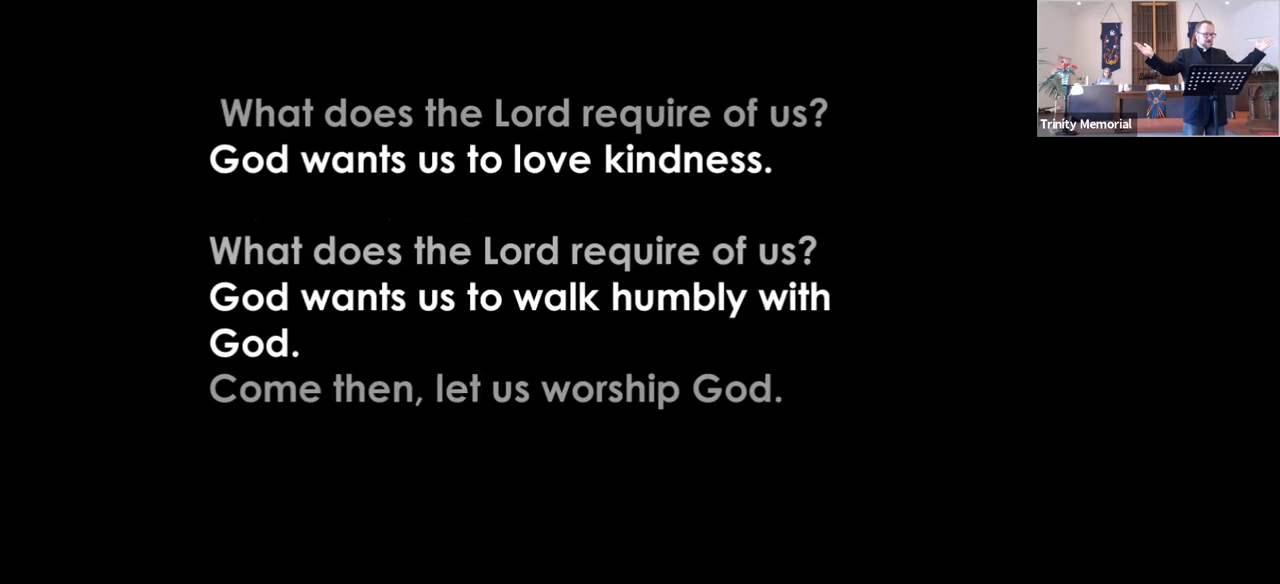 What does the Lord require of us?
God wants us to love kindness.
What does the Lord require of us?
God wants us to walk humbly with
God.
Come then, let us worship God.
Trinity Memorial